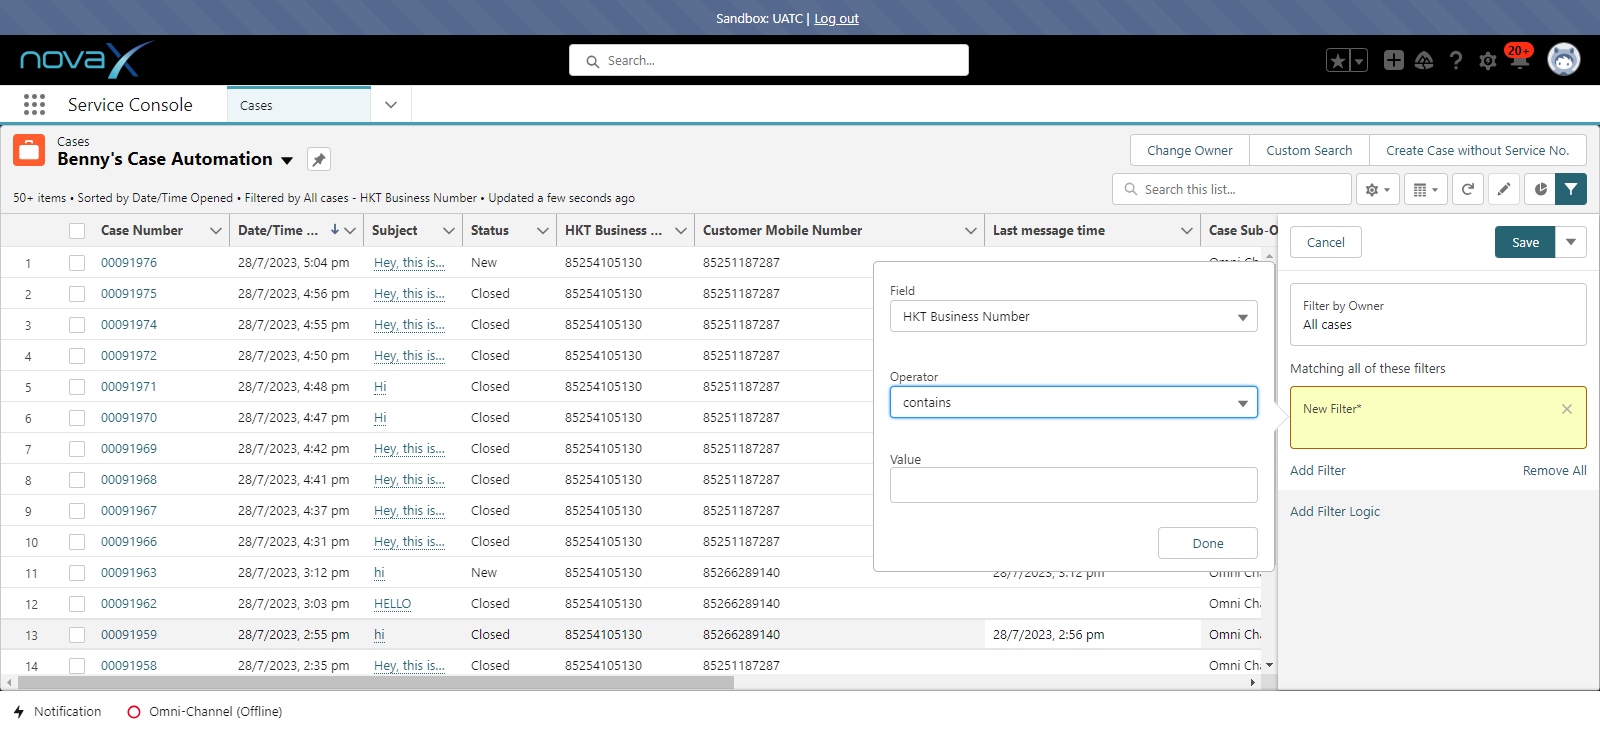 Sandbox: UATC | Log out
novaX
Search...
20+
Service Console
Cases
Cases
Benny's Case Automation
Change Owner
Custom Search
Create Case without Service No.
50+ items • Sorted by Date/Time Opened • Filtered by All cases - HKT Business Number • Updated a few seconds ago
Search this list...
Case Number Date/Time ... Subject Status HKT Business ... Customer Mobile Number Last message time Case Sub-O
1 00091976 28/7/2023, 5:04 pm Hey, this is... New 85254105130 85251187287 Omni Ch
2 00091975 28/7/2023, 4:56 pm Hey, this is... Closed 85254105130 85251187287
3 00091974 28/7/2023, 4:55 pm Hey, this is... Closed 85254105130 85251187287
4 00091972 28/7/2023, 4:50 pm Hey, this is... Closed 85254105130 85251187287
5 00091971 28/7/2023, 4:48 pm Hi Closed 85254105130 85251187287
6 00091970 28/7/2023, 4:47 pm Hi Closed 85254105130 85251187287
7 00091969 28/7/2023, 4:42 pm Hey, this is... Closed 85254105130 85251187287
8 00091968 28/7/2023, 4:41 pm Hey, this is... Closed 85254105130 85251187287
9 00091967 28/7/2023, 4:37 pm Hey, this is... Closed 85254105130 85251187287
10 00091966 28/7/2023, 4:31 pm Hey, this is... Closed 85254105130 85251187287
11 00091963 28/7/2023, 3:12 pm hi New 85254105130 85266289140 28/7/2023, 3:12 pm Omni Cha
12 00091962 28/7/2023, 3:03 pm HELLO Closed 85254105130 85266289140 Omni Cha
13 00091959 28/7/2023, 2:55 pm hi Closed 85254105130 85266289140 28/7/2023, 2:56 pm Omni Cha
14 00091958 28/7/2023, 2:35 pm Hey, this is... Closed 85254105130 85251187287 Omni Cha
Field
HKT Business Number
Operator
contains
Value
Done
Cancel
Save
Filter by Owner
All cases
Matching all of these filters
New Filter*
Add Filter
Remove All
Add Filter Logic
Notification
Omni-Channel (Offline)